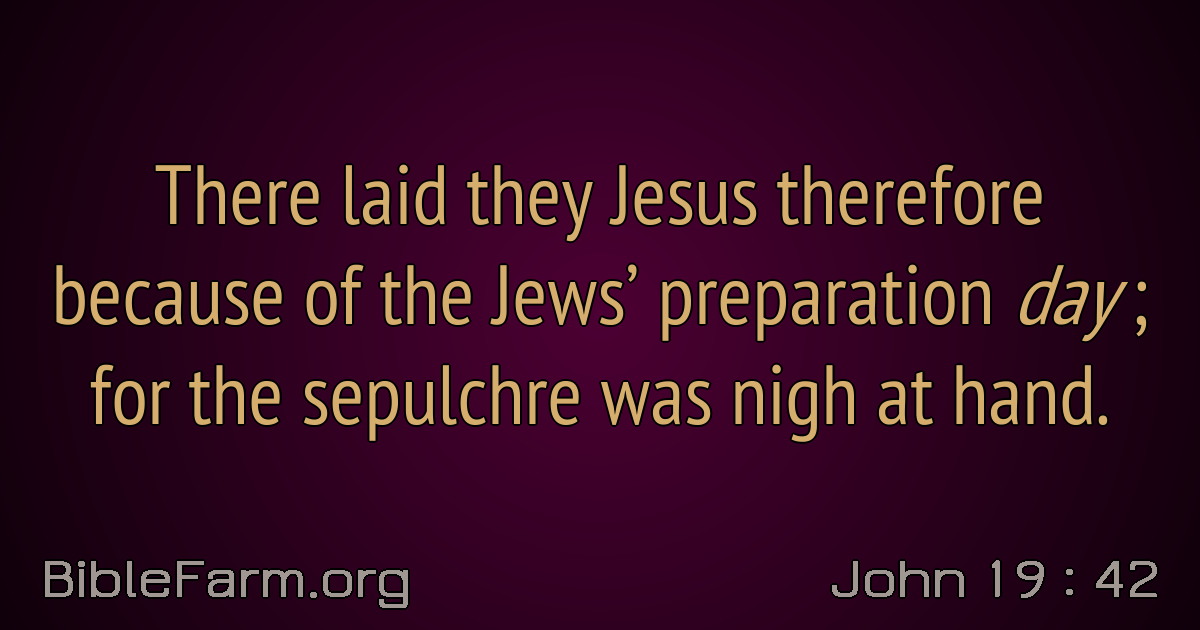 There laid they Jesus therefore
because of the Jews’ preparation day;
for the sepulchre was nigh at hand.
BibleFarm.org
John 19 : 42